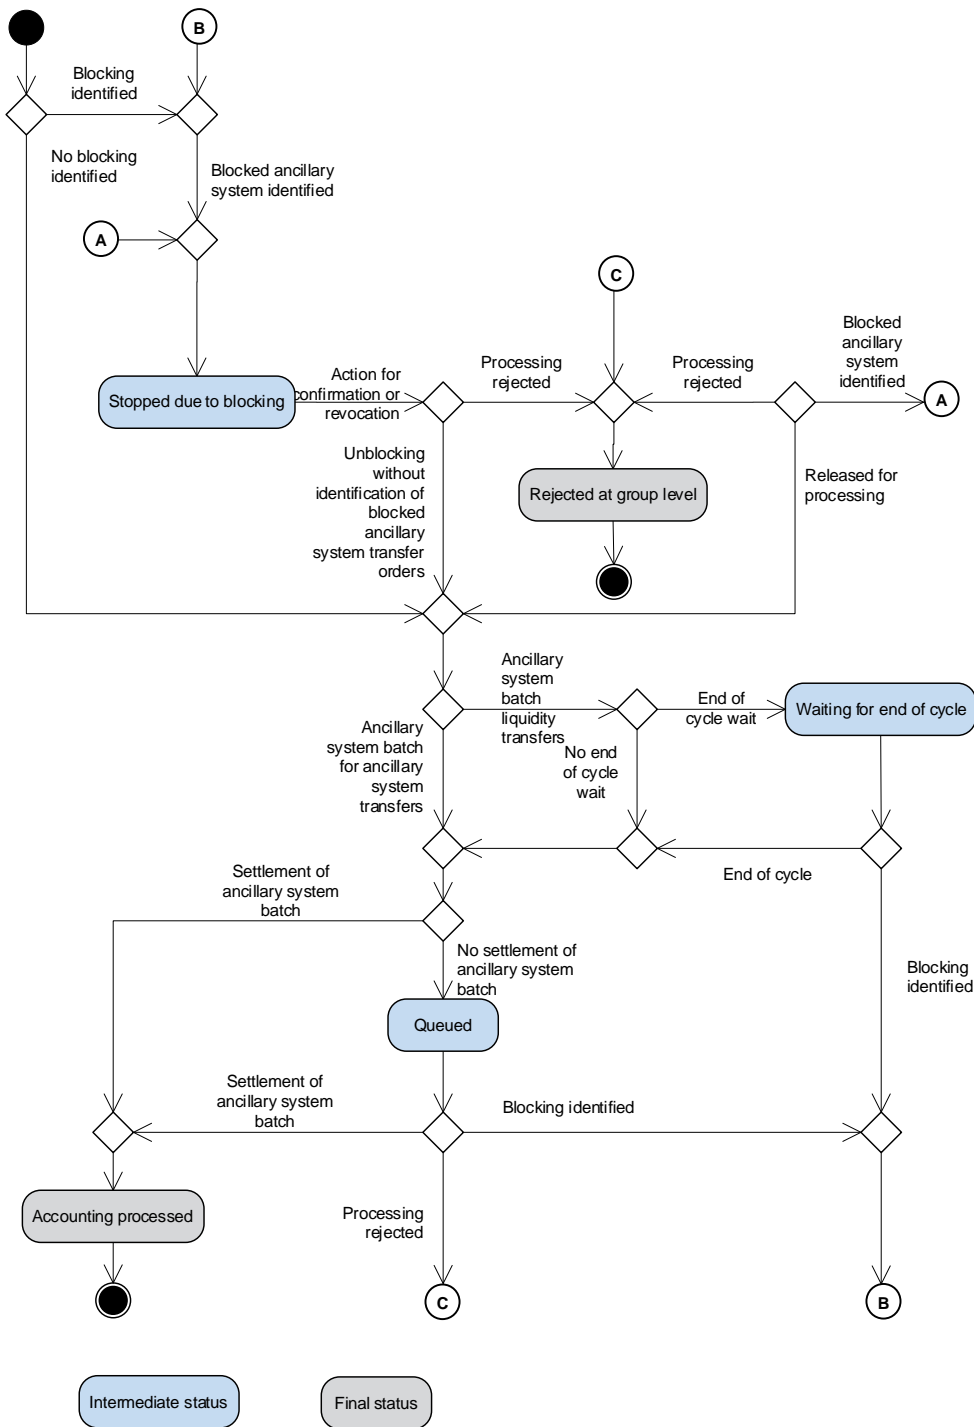 B
Blocking
identified
No blocking
identified
Blocked ancillary
system identified
A
C
Blocked
ancillary
system
identified
Processing
rejected
Processing
rejected
Action for
confirmation or
revocation
Stopped due to blocking
A
Unblocking
without
identification of
blocked
ancillary
system transfer
orders
Rejected at group level
Released for
processing
Ancillary
system
batch
liquidity
transfers
End of
cycle wait
Waiting for end of cycle
Ancillary
system batch
for ancillary
system
transfers
No end
of cycle
wait
Settlement of
ancillary system
batch
End of cycle
No settlement of
ancillary system
batch
Blocking
identified
Queued
Settlement of
ancillary system
batch
Blocking identified
Accounting processed
Processing
rejected
C
B
Intermediate status
Final status